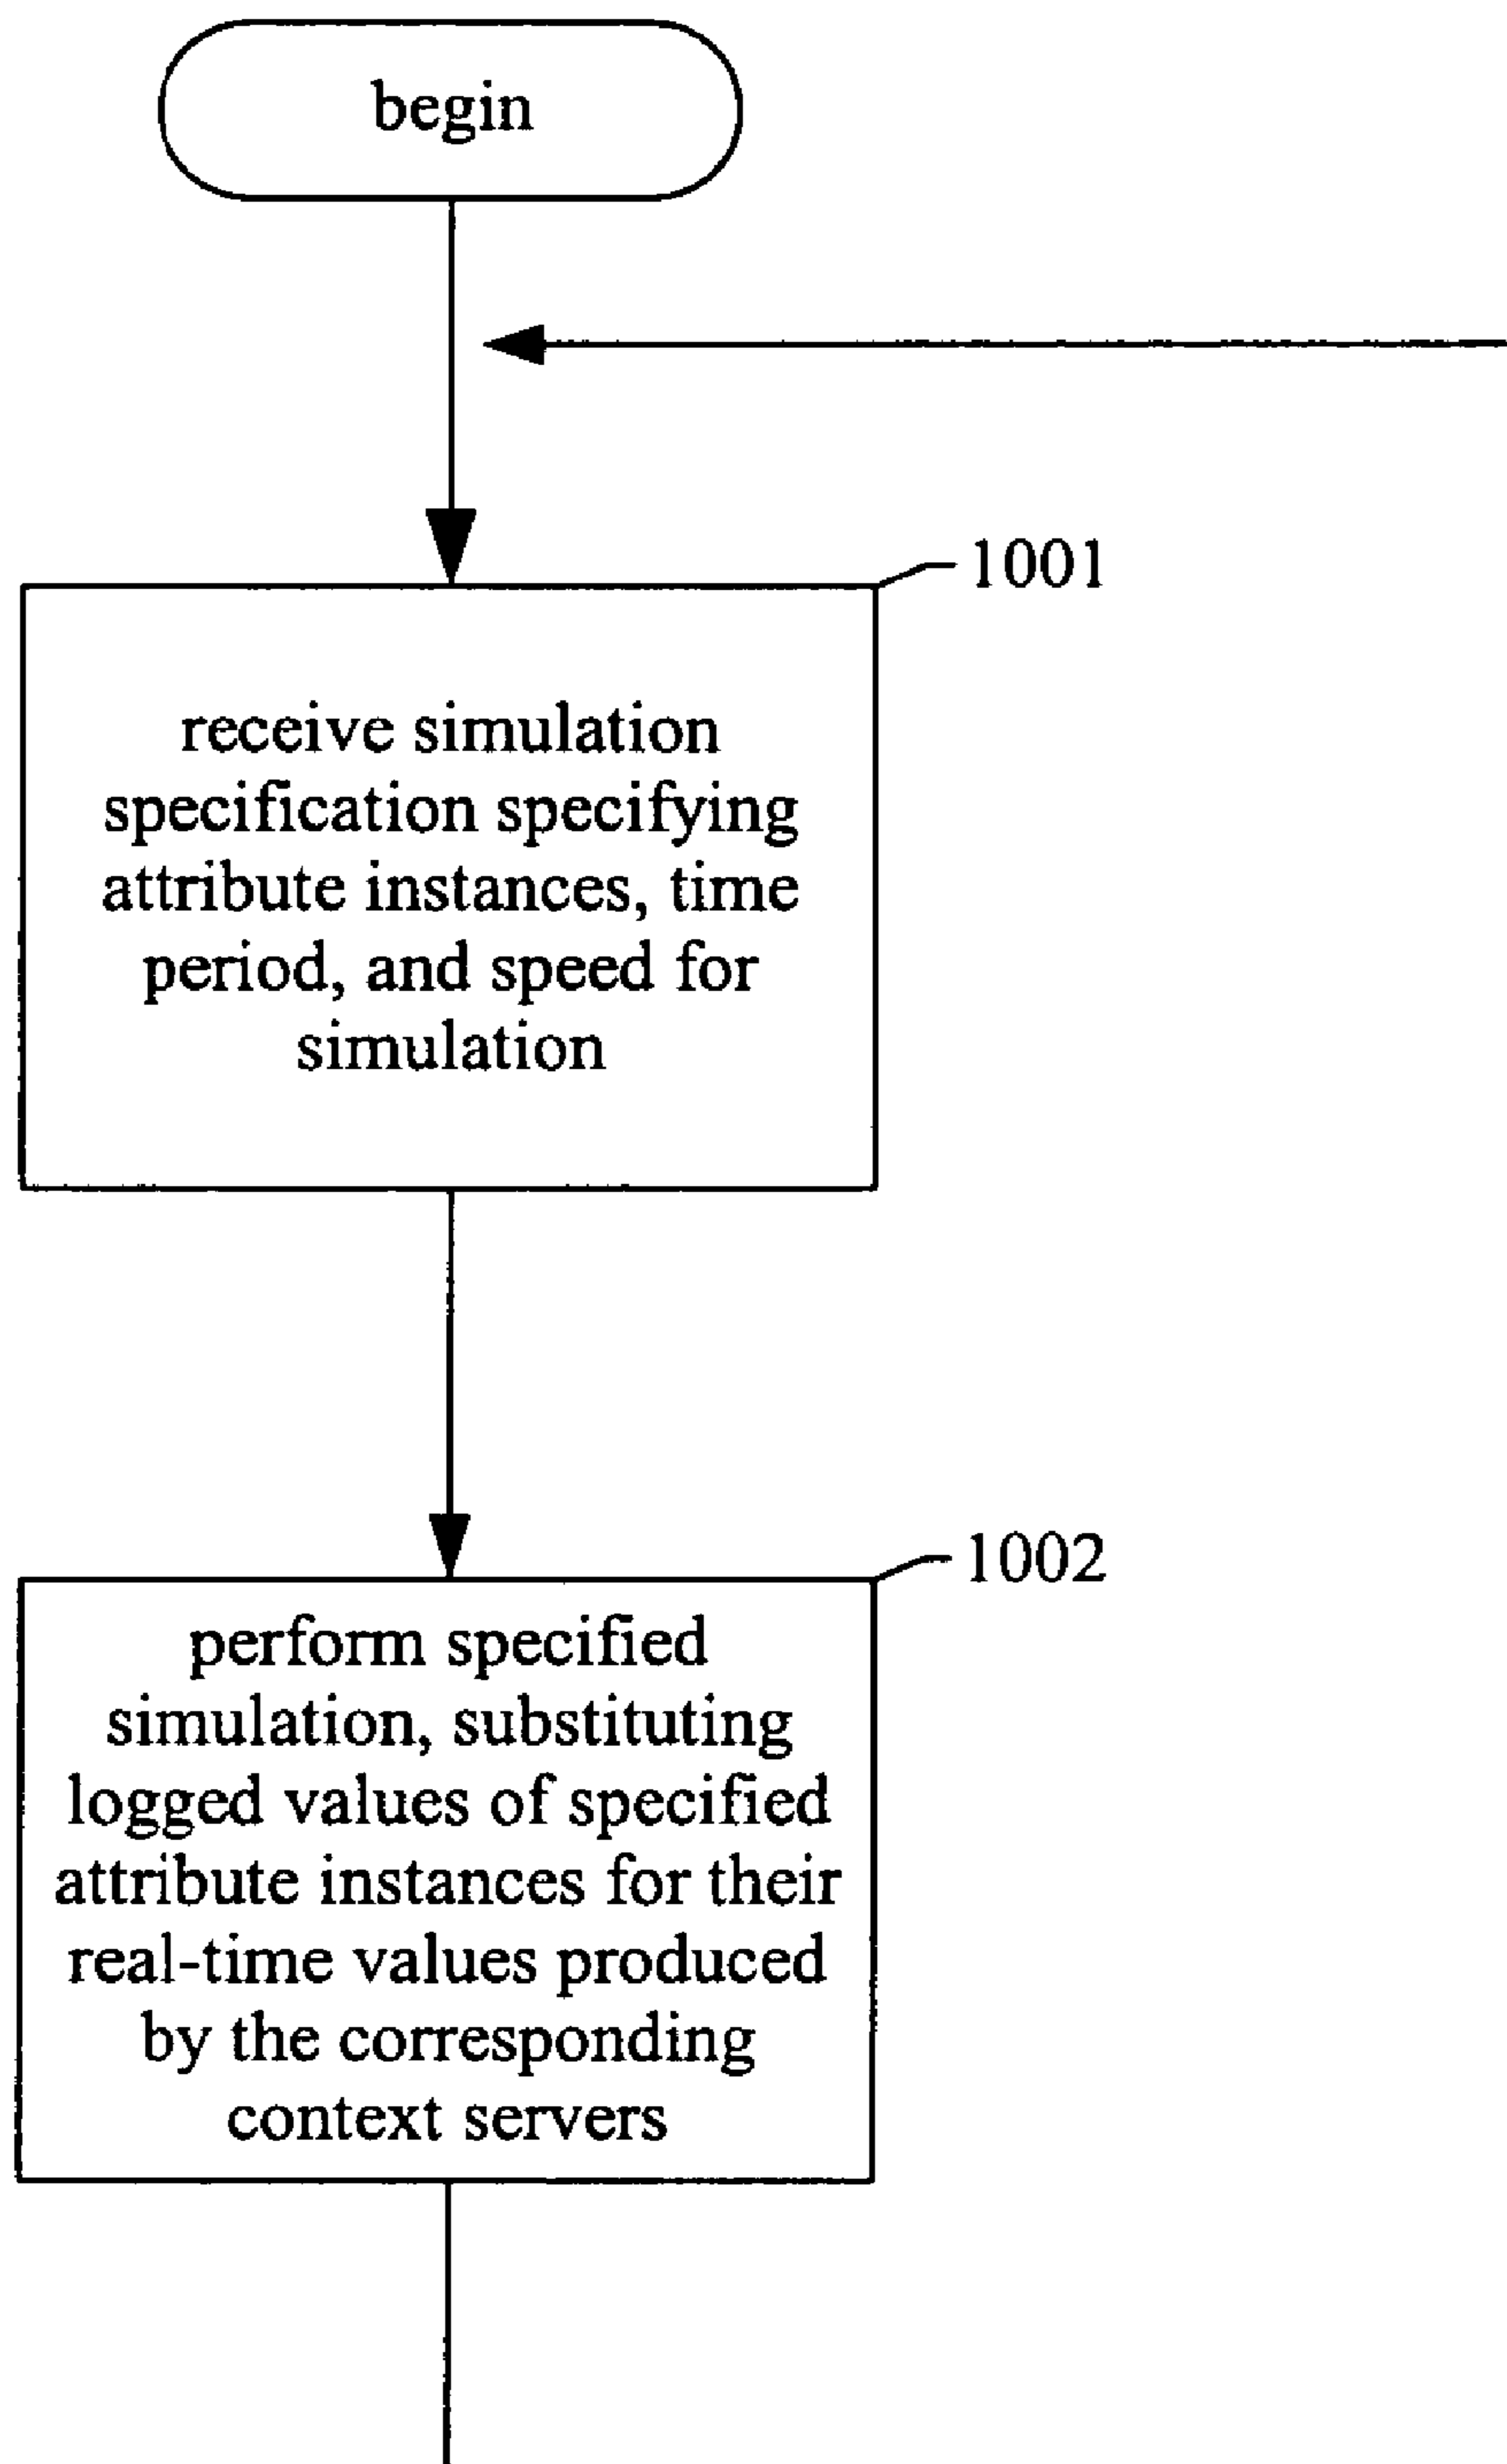 begin
1001
receive simulation
specification specifying
attribute instances, time
period, and speed for
simulation
1002
perform specified
simulation, substituting
logged values of specified
attribute instances for their
real-time values produced
by the corresponding
context servers